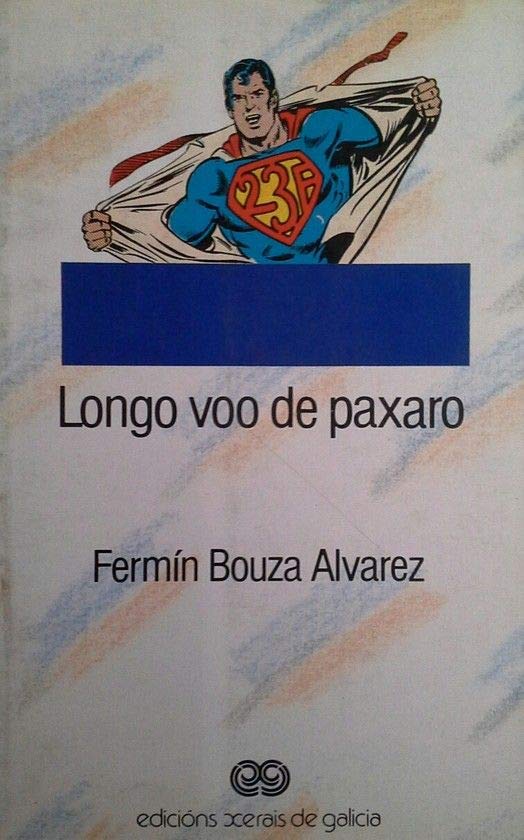 23F
Longo voo de paxaro
Fermín Bouza Alvarez
edicións xerais de galicia